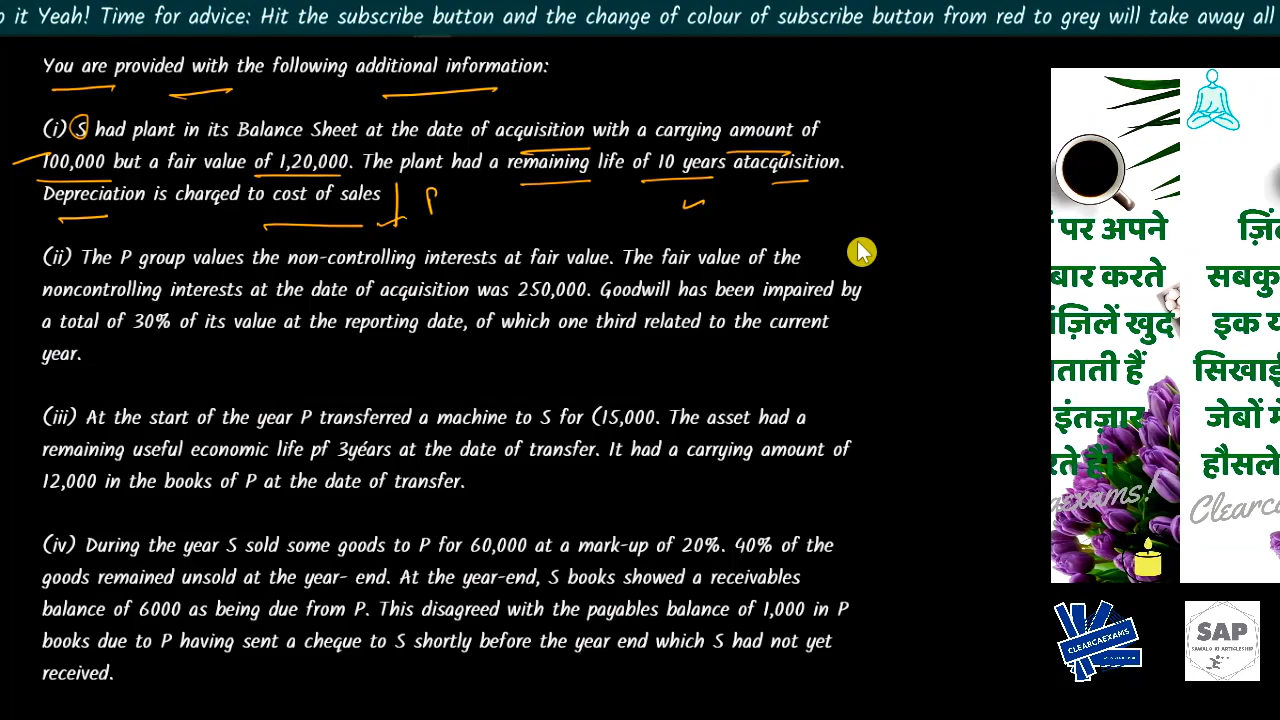 o it Yeah! Time for advice: Hit the subscribe button and the change of colour of subscribe button from red to grey will take away all
You are provided with the following additional information:
(i) S had plant in its Balance Sheet at the date of acquisition with a carrying amount of
100,000 but a fair value of 1,20,000. The plant had a remaining life of 10 years atacquisition.
Depreciation is charged to cost of sales
P
(ii) The P group values the non-controlling interests at fair value. The fair value of the
noncontrolling interests at the date of acquisition was 250,000. Goodwill has been impaired by
a total of 30% of its value at the reporting date, of which one third related to the current
year.
(iii) At the start of the year P transferred a machine to S for (15,000. The asset had a
remaining useful economic life pf 3yéars at the date of transfer. It had a carrying amount of
12,000 in the books of P at the date of transfer.
(iv) During the year S sold some goods to P for 60,000 at a mark-up of 20%. 40% of the
goods remained unsold at the year- end. At the year-end, S books showed a receivables
balance of 6000 as being due from P. This disagreed with the payables balance of 1,000 in P
books due to P having sent a cheque to S shortly before the year end which S had not yet
received.
पर अपने
बार करते
खुद
हैं
इंतज़ार
रते है।
aexams!
सबकु
इक य
सिखाई
जेबों में
हौसले
Clearca
CLEARCAEXAMS
SAP
SAWALO KI ARTICLESHIP